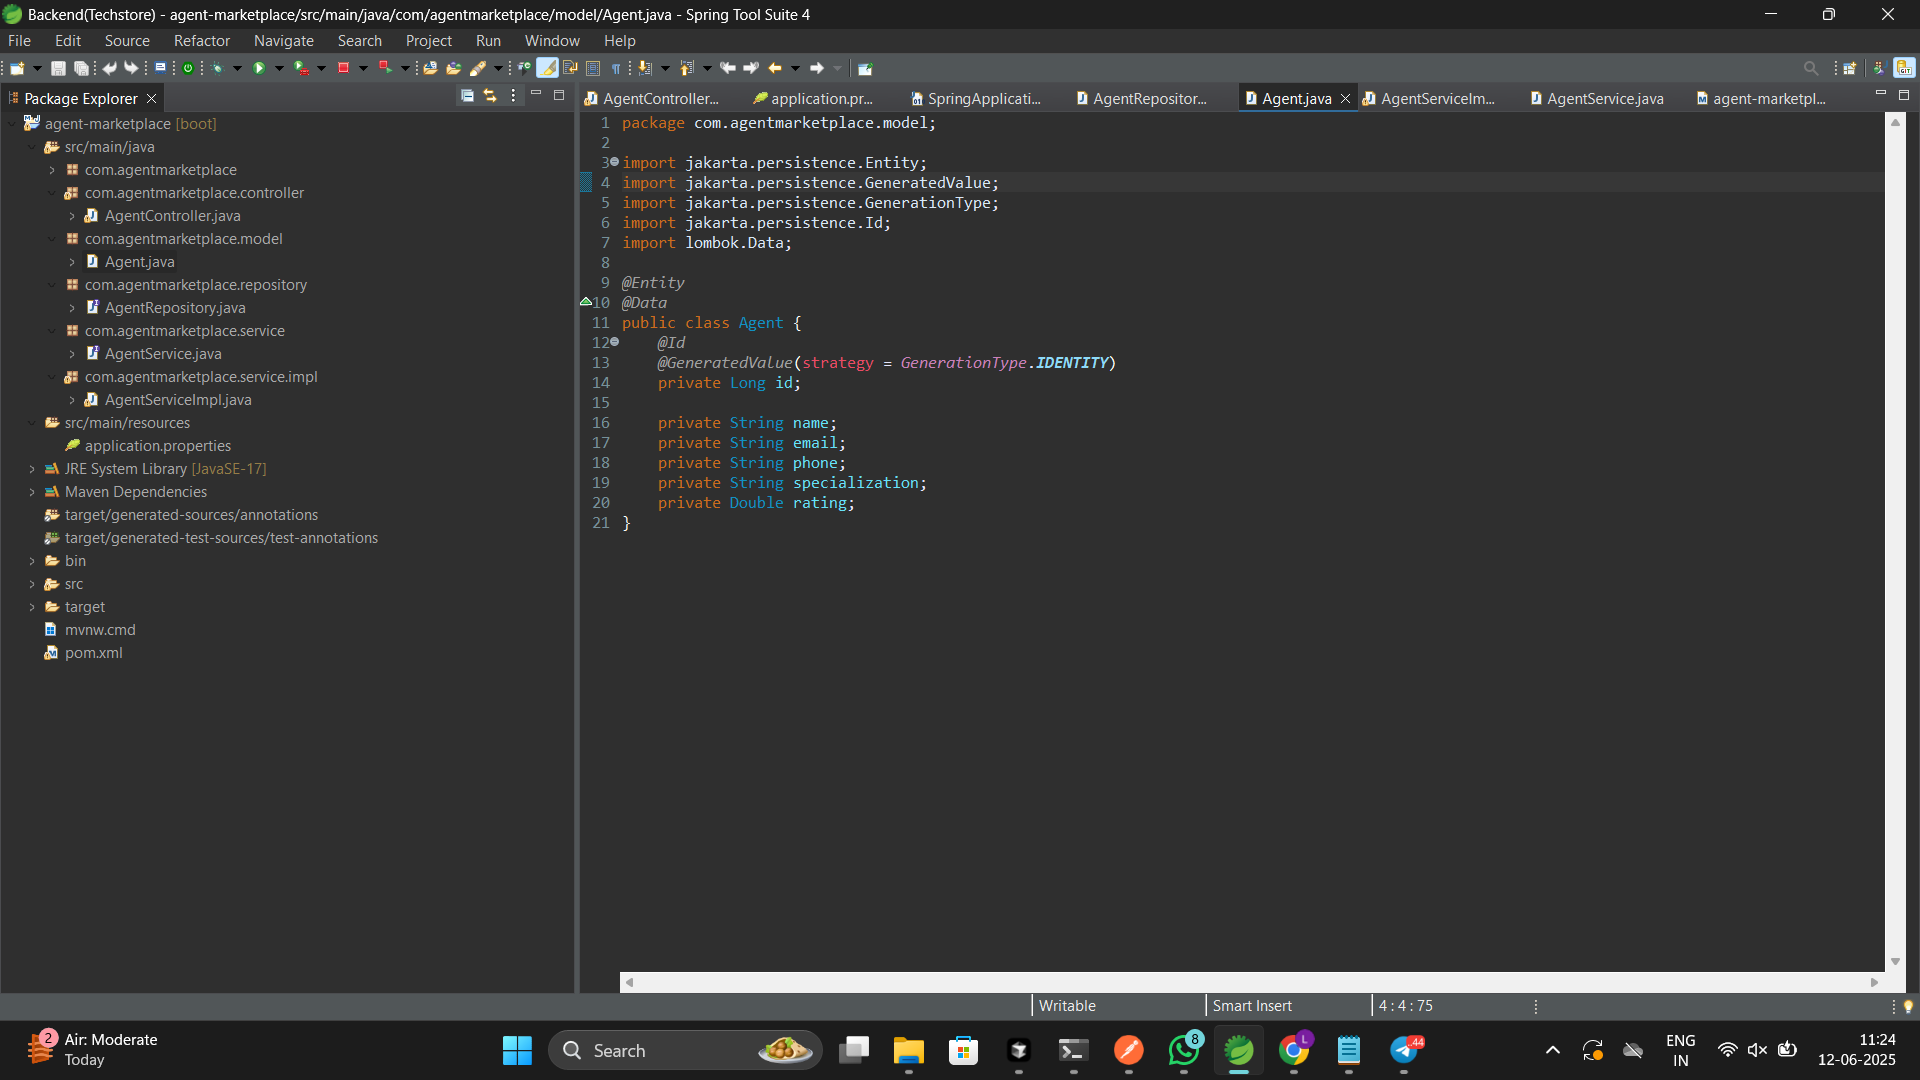 Backend(Techstore) - agent-marketplace/src/main/java/com/agentmarketplace/model/Agent.java - Spring Tool Suite 4
File Edit Source Refactor Navigate Search Project Run Window Help
Package Explorer
agent-marketplace [boot]
src/main/java
com.agentmarketplace
com.agentmarketplace.controller
AgentController.java
com.agentmarketplace.model
Agent.java
com.agentmarketplace.repository
AgentRepository.java
com.agentmarketplace.service
AgentService.java
com.agentmarketplace.service.impl
AgentServiceImpl.java
src/main/resources
application.properties
JRE System Library [JavaSE-17]
Maven Dependencies
target/generated-sources/annotations
target/generated-test-sources/test-annotations
bin
src
target
mvnw.cmd
pom.xml
AgentController... application.pr... SpringApplicati... AgentRepositor... Agent.java AgentServiceIm... AgentService.java agent-marketpl...
1 package com.agentmarketplace.model;
2
3 import jakarta.persistence.Entity;
4 import jakarta.persistence.GeneratedValue;
5 import jakarta.persistence.GenerationType;
6 import jakarta.persistence.Id;
7 import lombok.Data;
8
9 @Entity
10 @Data
11 public class Agent {
12 @Id
13 @GeneratedValue(strategy = GenerationType.IDENTITY)
14 private Long id;
15
16 private String name;
17 private String email;
18 private String phone;
19 private String specialization;
20 private Double rating;
21 }
Writable Smart Insert 4 : 4 : 75
2 Air: Moderate
Today
Search
8
L
.44
ENG
IN
11:24
12-06-2025